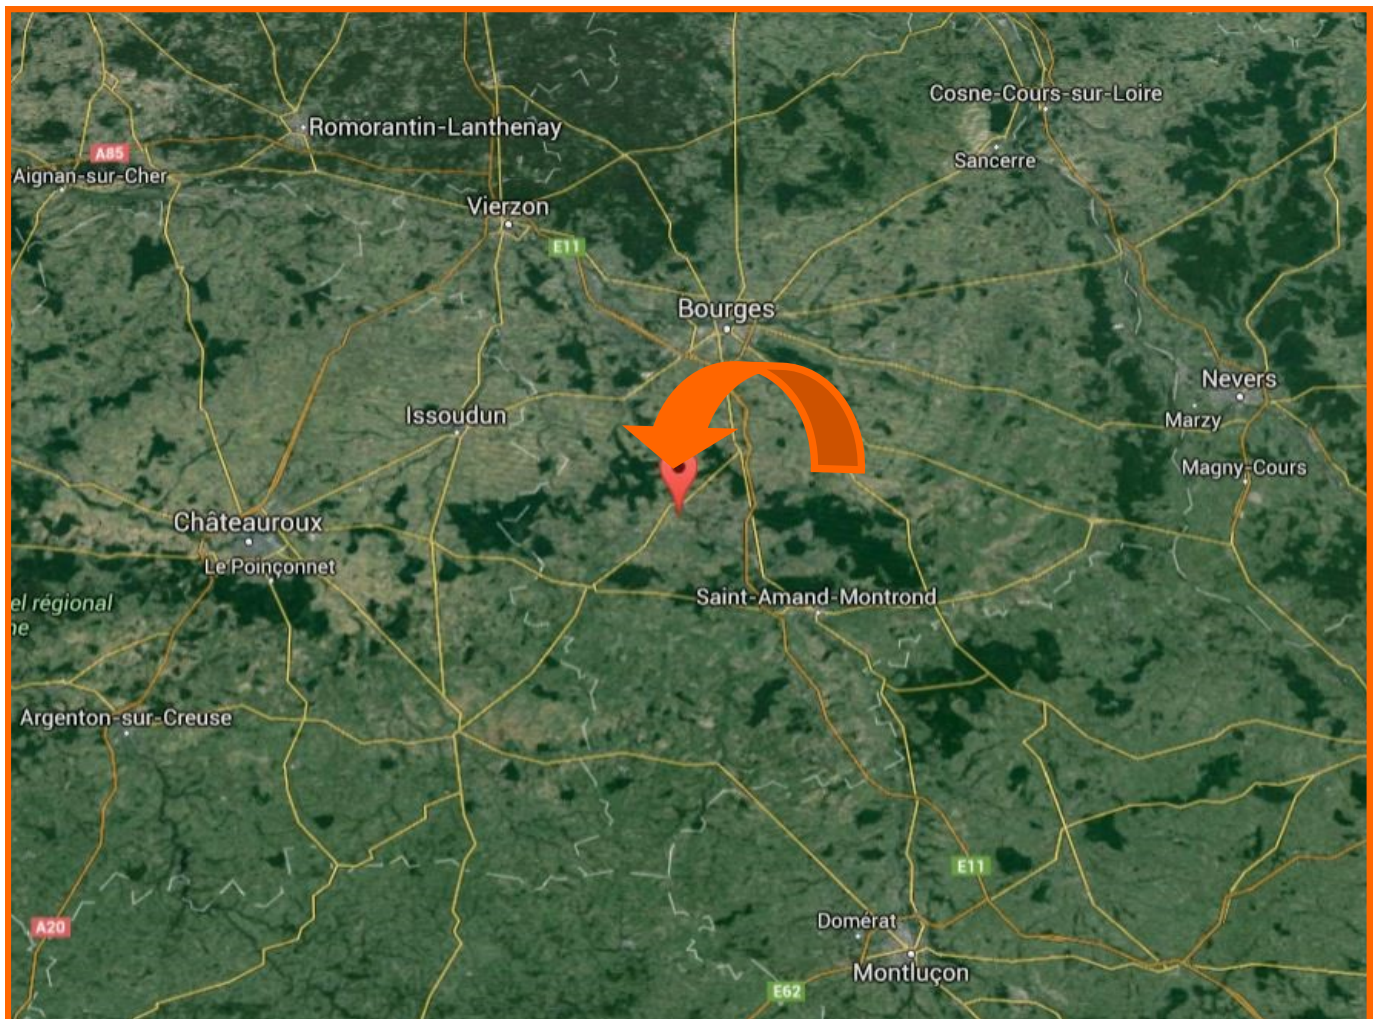 Cosne-Cours-sur-Loire
Romorantin-Lanthenay
A85
Sancerre
Aignan-sur-Cher
Vierzon
E11
Bourges
Nevers
Issoudun
Marzy
Magny-Cours
Châteauroux
Le Poinçonnet
el régional
ne
Saint-Amand-Montrond
Argenton-sur-Creuse
E11
A20
Domérat
Montluçon
E62